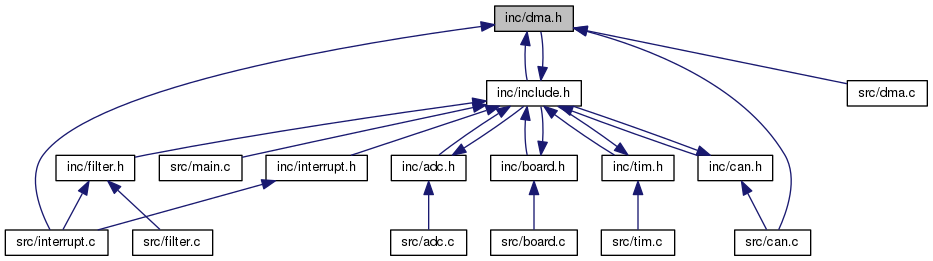 inc/dma.h
inc/include.h
src/dma.c
inc/filter.h
src/main.c
inc/interrupt.h
inc/adc.h
inc/board.h
inc/tim.h
inc/can.h
src/interrupt.c
src/filter.c
src/adc.c
src/board.c
src/tim.c
src/can.c